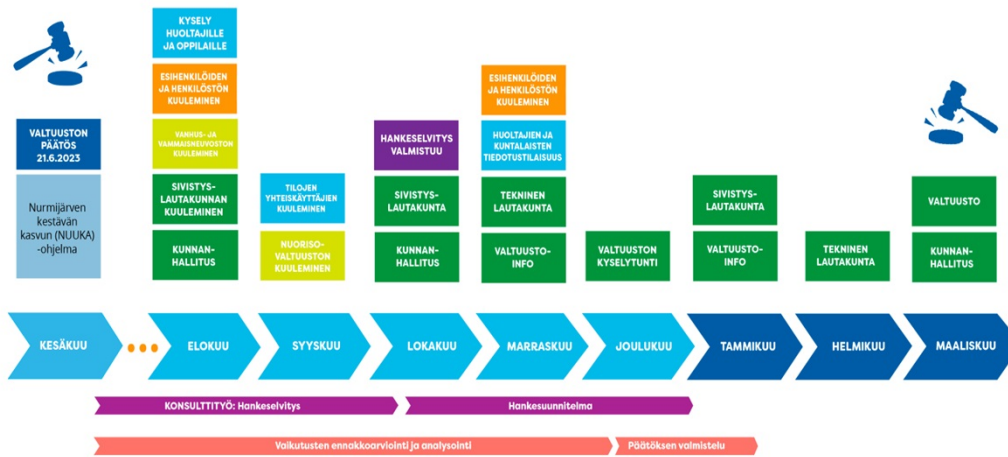 VALTUUSTON
PÄÄTÖS
21.6.2023
Nurmijärven
kestävän
kasvun (NUUKA)
-ohjelma
KYSELY
HUOLTAJILLE
JA OPPILAILLE
ESIHENKILÖIDEN
JA HENKILÖSTÖN
KUULEMINEN
VANHUS- JA
VAMMAISNEUVOSTON
KUULEMINEN
SIVISTYS-
LAUTAKUNNAN
KUULEMINEN
KUNNAN-
HALLITUS
TILOJEN
YHTEISKÄYTTÄJIEN
KUULEMINEN
NUORISO-
VALTUUSTON
KUULEMINEN
HANKESELVITYS
VALMISTUU
SIVISTYS-
LAUTAKUNTA
KUNNAN-
HALLITUS
ESIHENKILÖIDEN
JA HENKILÖSTÖN
KUULEMINEN
HUOLTAJIEN JA
KUNTALAISTEN
TIEDOTUSTILAISUUS
TEKNINEN
LAUTAKUNTA
VALTUUSTO-
INFO
VALTUUSTON
KYSELYTUNTI
SIVISTYS-
LAUTAKUNTA
VALTUUSTO-
INFO
TEKNINEN
LAUTAKUNTA
VALTUUSTO
KUNNAN-
HALLITUS
KESÄKUU
ELOKUU
SYYSKUU
LOKAKUU
MARRASKUU
JOULUKUU
TAMMIKUU
HELMIKUU
MAALISKUU
KONSULTTITYÖ: Hankeselvitys
Hankesuunnitelma
Vaikutusten ennakkoarviointi ja analysointi
Päätöksen valmistelu